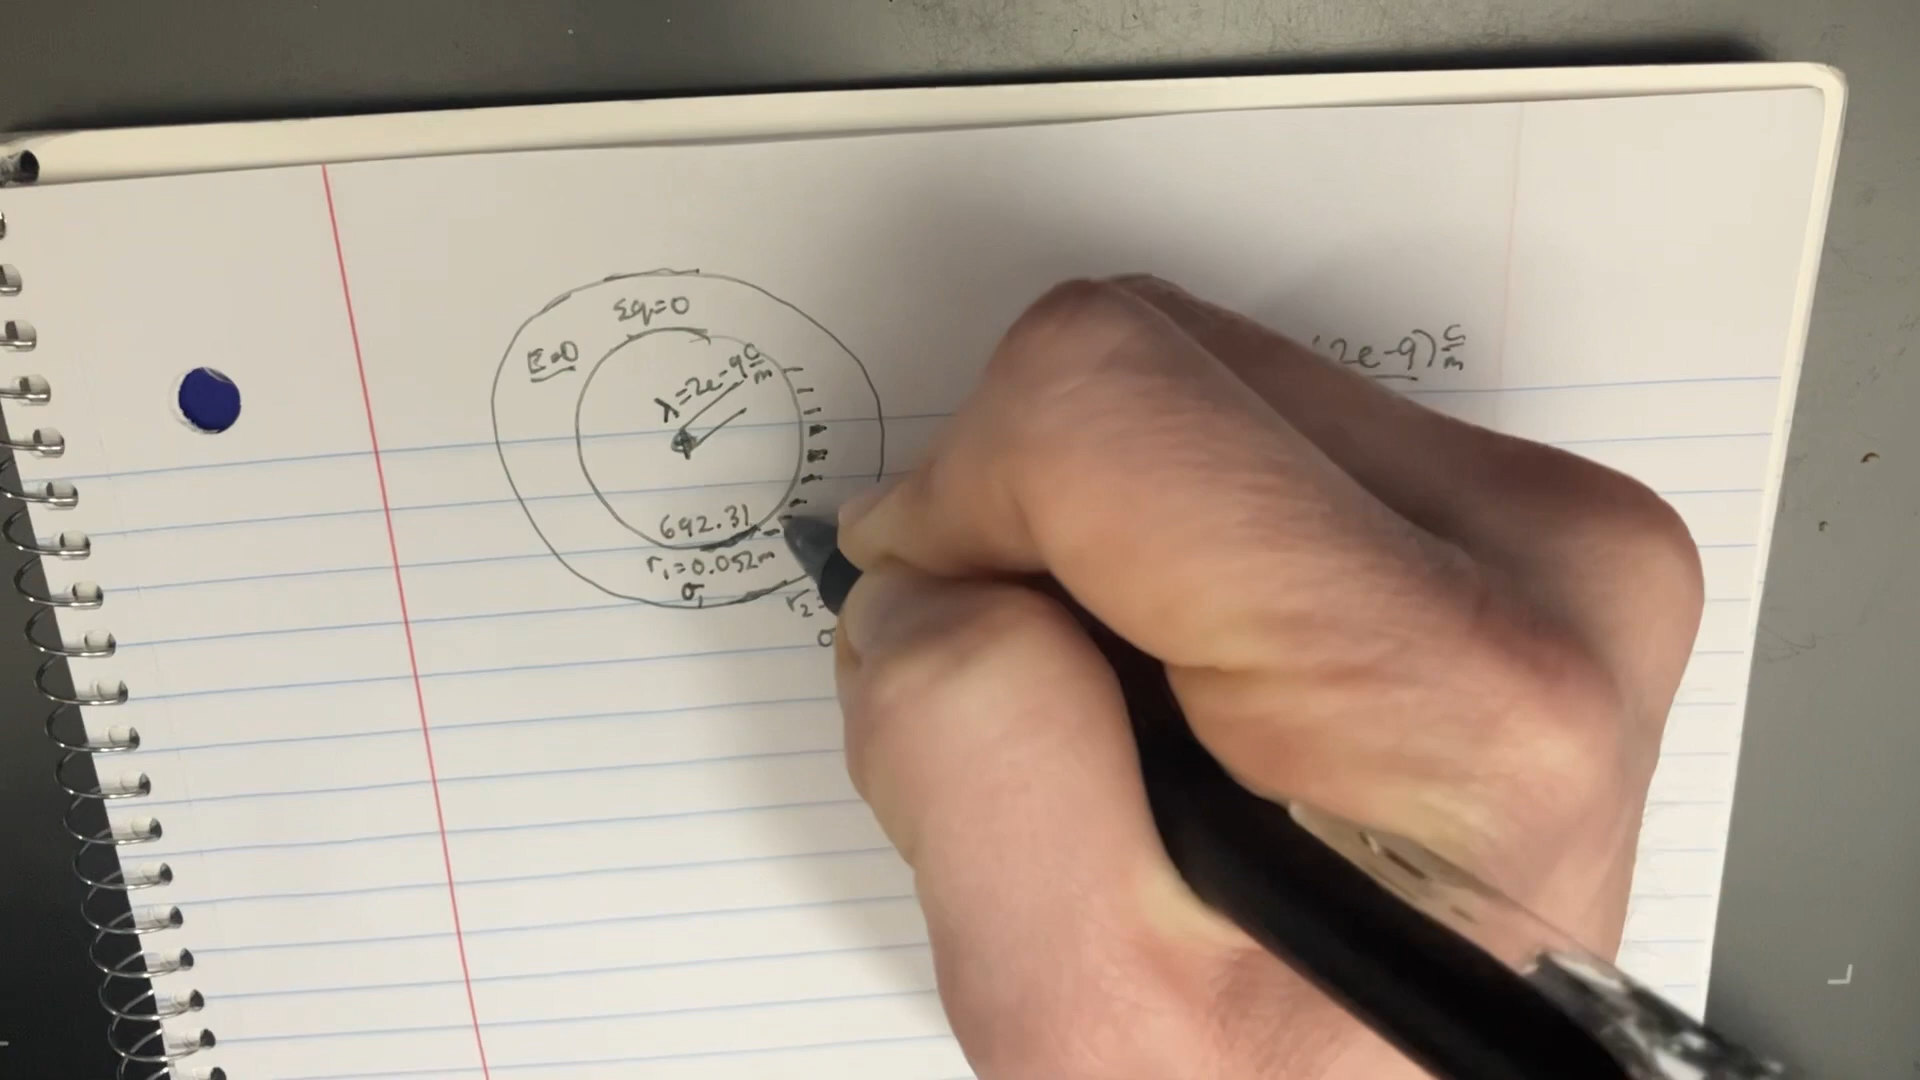 Σq=0
E=0
λ=2e-9 C/m
692.31
r₁=0.052m
σ₁
r₂
σ
(2e-9) C/m